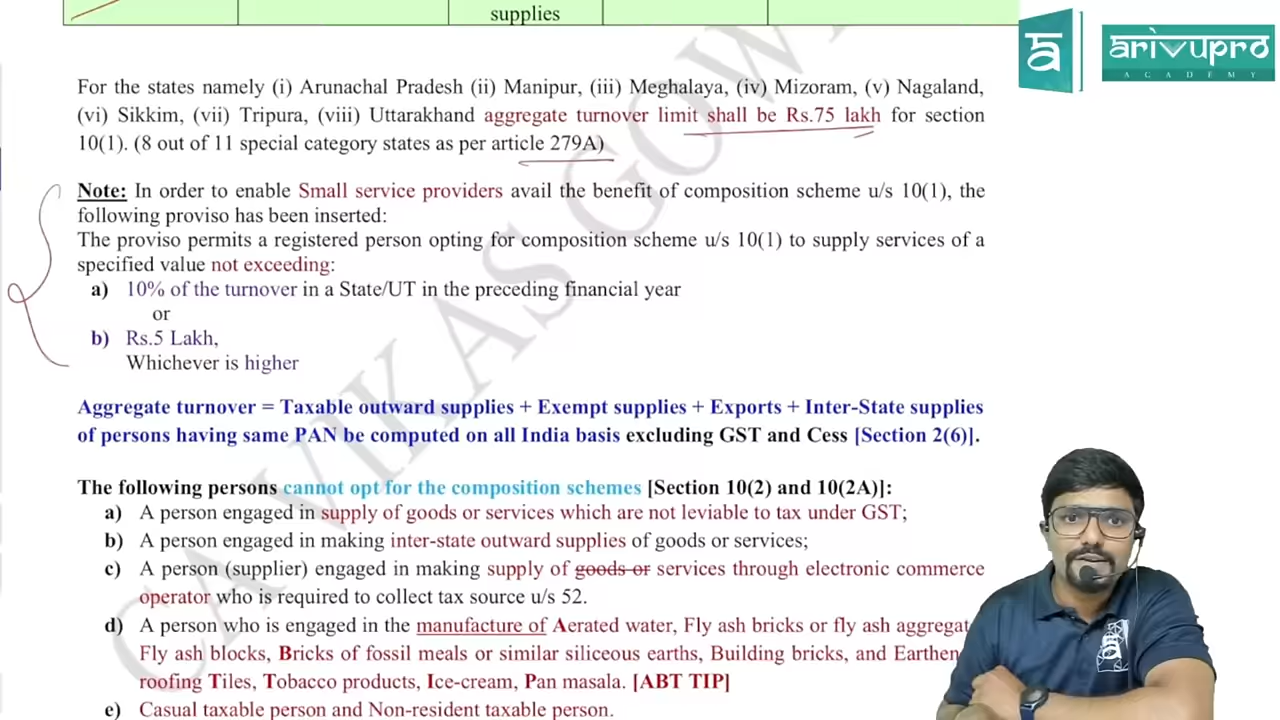 supplies
arivupro
ACADEMY
For the states namely (i) Arunachal Pradesh (ii) Manipur, (iii) Meghalaya, (iv) Mizoram, (v) Nagaland,
(vi) Sikkim, (vii) Tripura, (viii) Uttarakhand aggregate turnover limit shall be Rs.75 lakh for section
10(1). (8 out of 11 special category states as per article 279A)
Note: In order to enable Small service providers avail the benefit of composition scheme u/s 10(1), the
following proviso has been inserted:
The proviso permits a registered person opting for composition scheme u/s 10(1) to supply services of a
specified value not exceeding:
a) 10% of the turnover in a State/UT in the preceding financial year
or
b) Rs.5 Lakh,
Whichever is higher
Aggregate turnover = Taxable outward supplies + Exempt supplies + Exports + Inter-State supplies
of persons having same PAN be computed on all India basis excluding GST and Cess [Section 2(6)].
The following persons cannot opt for the composition schemes [Section 10(2) and 10(2A)]:
a) A person engaged in supply of goods or services which are not leviable to tax under GST;
b) A person engaged in making inter-state outward supplies of goods or services;
c) A person (supplier) engaged in making supply of goods or services through electronic commerce
operator who is required to collect tax source u/s 52.
d) A person who is engaged in the manufacture of Aerated water, Fly ash bricks or fly ash aggregat
Fly ash blocks, Bricks of fossil meals or similar siliceous earths, Building bricks, and Earthen
roofing Tiles, Tobacco products, Ice-cream, Pan masala. [ABT TIP]
e) Casual taxable person and Non-resident taxable person.
CA VIKAS GOW